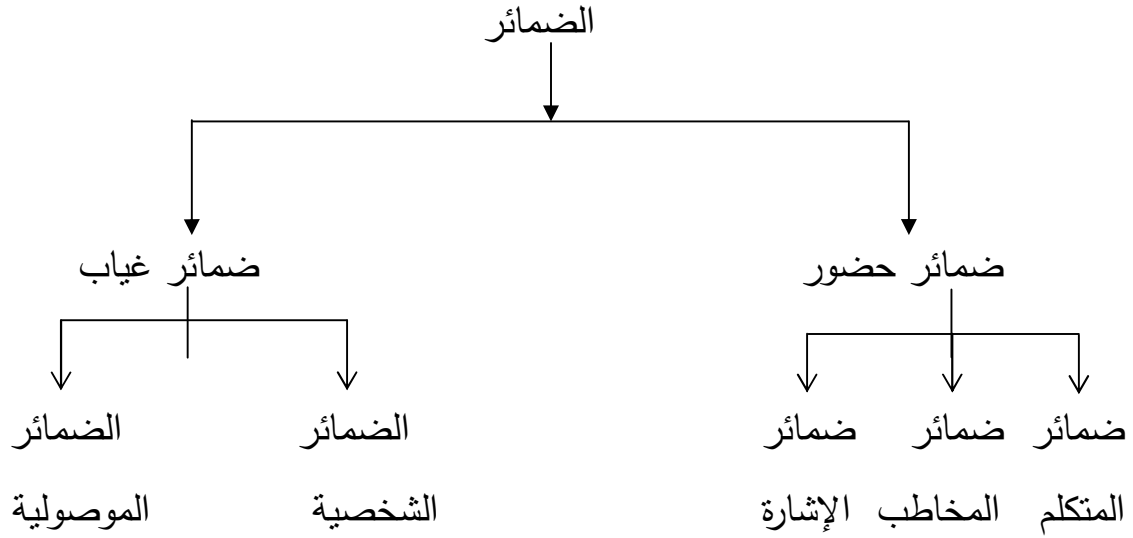 الضمائر
ضمائر حضور
ضمائر غياب
ضمائر
المتكلم
ضمائر
المخاطب
ضمائر
الإشارة
الضمائر
الشخصية
الضمائر
الموصولية